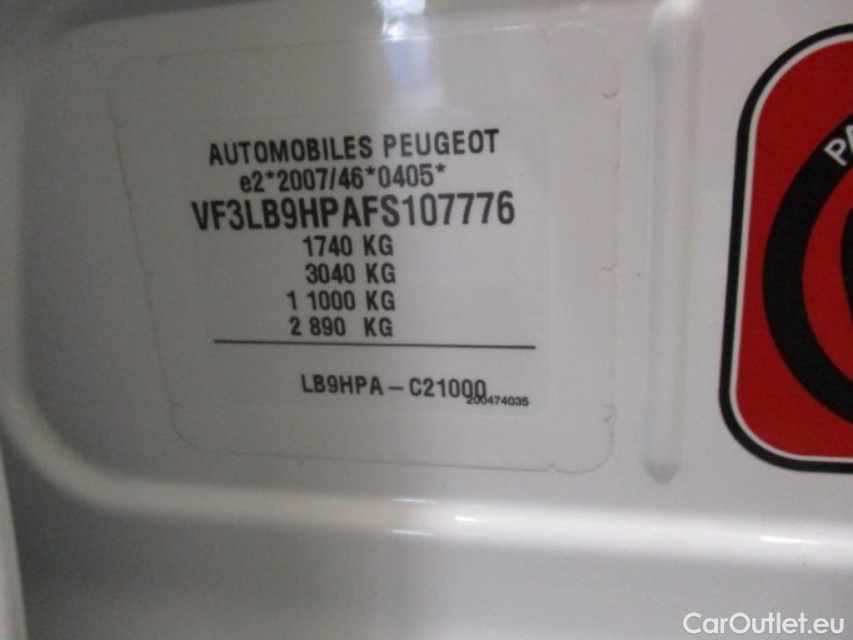 AUTOMOBILES PEUGEOT
e2*2007/46*0405*
VF3LB9HPAFS107776
1740 KG
3040 KG
1 1000 KG
2 890 KG
LB9HPA-C21000
200474035
CarOutlet.eu